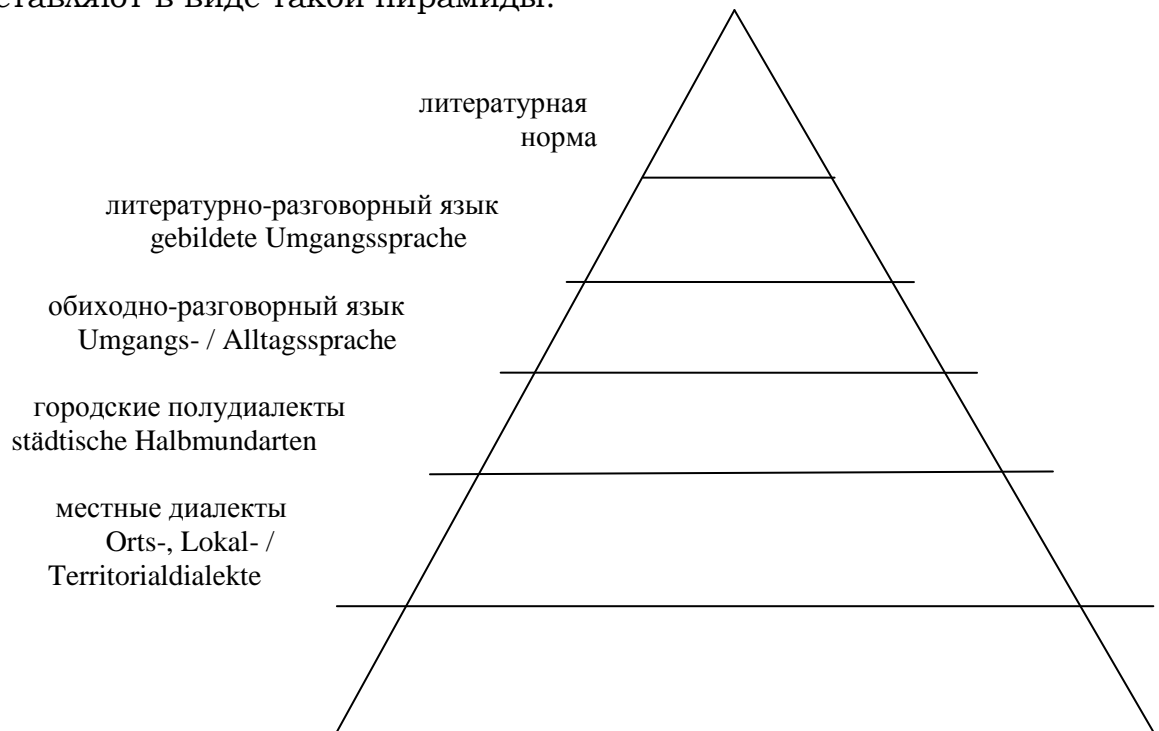 в виде такой пирамиды.
литературная
норма
литературно-разговорный язык
gebildete Umgangssprache
обиходно-разговорный язык
Umgangs- / Alltagssprache
городские полудиалекты
städtische Halbmundarten
местные диалекты
Orts-, Lokal- /
Territorialdialekte